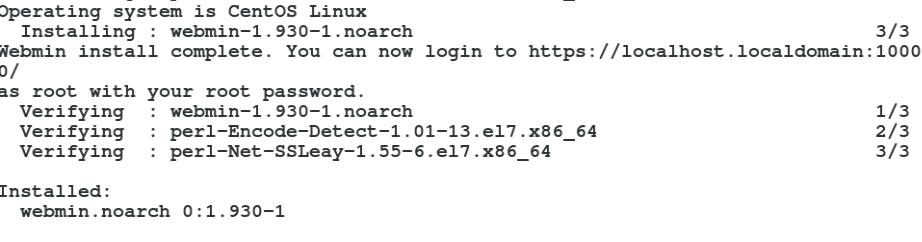 Operating system is CentOS Linux
  Installing : webmin-1.930-1.noarch                                            3/3
Webmin install complete. You can now login to https://localhost.localdomain:1000
0/
as root with your root password.
  Verifying  : webmin-1.930-1.noarch                                            1/3
  Verifying  : perl-Encode-Detect-1.01-13.el7.x86_64                            2/3
  Verifying  : perl-Net-SSLeay-1.55-6.el7.x86_64                                3/3

Installed:
  webmin.noarch 0:1.930-1